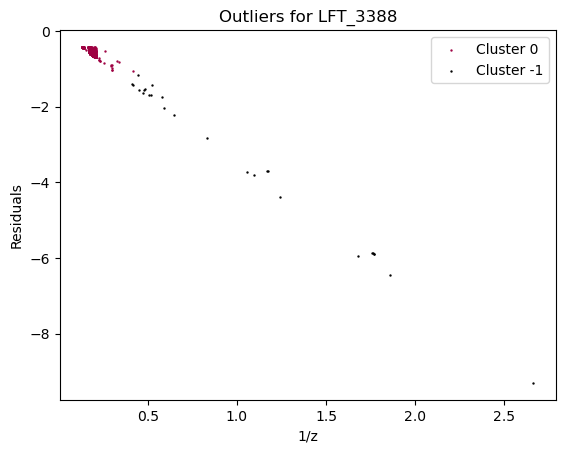 Outliers for LFT_3388
Cluster 0
Cluster -1
0
−2
−4
−6
−8
Residuals
0.5
1.0
1.5
2.0
2.5
1/z